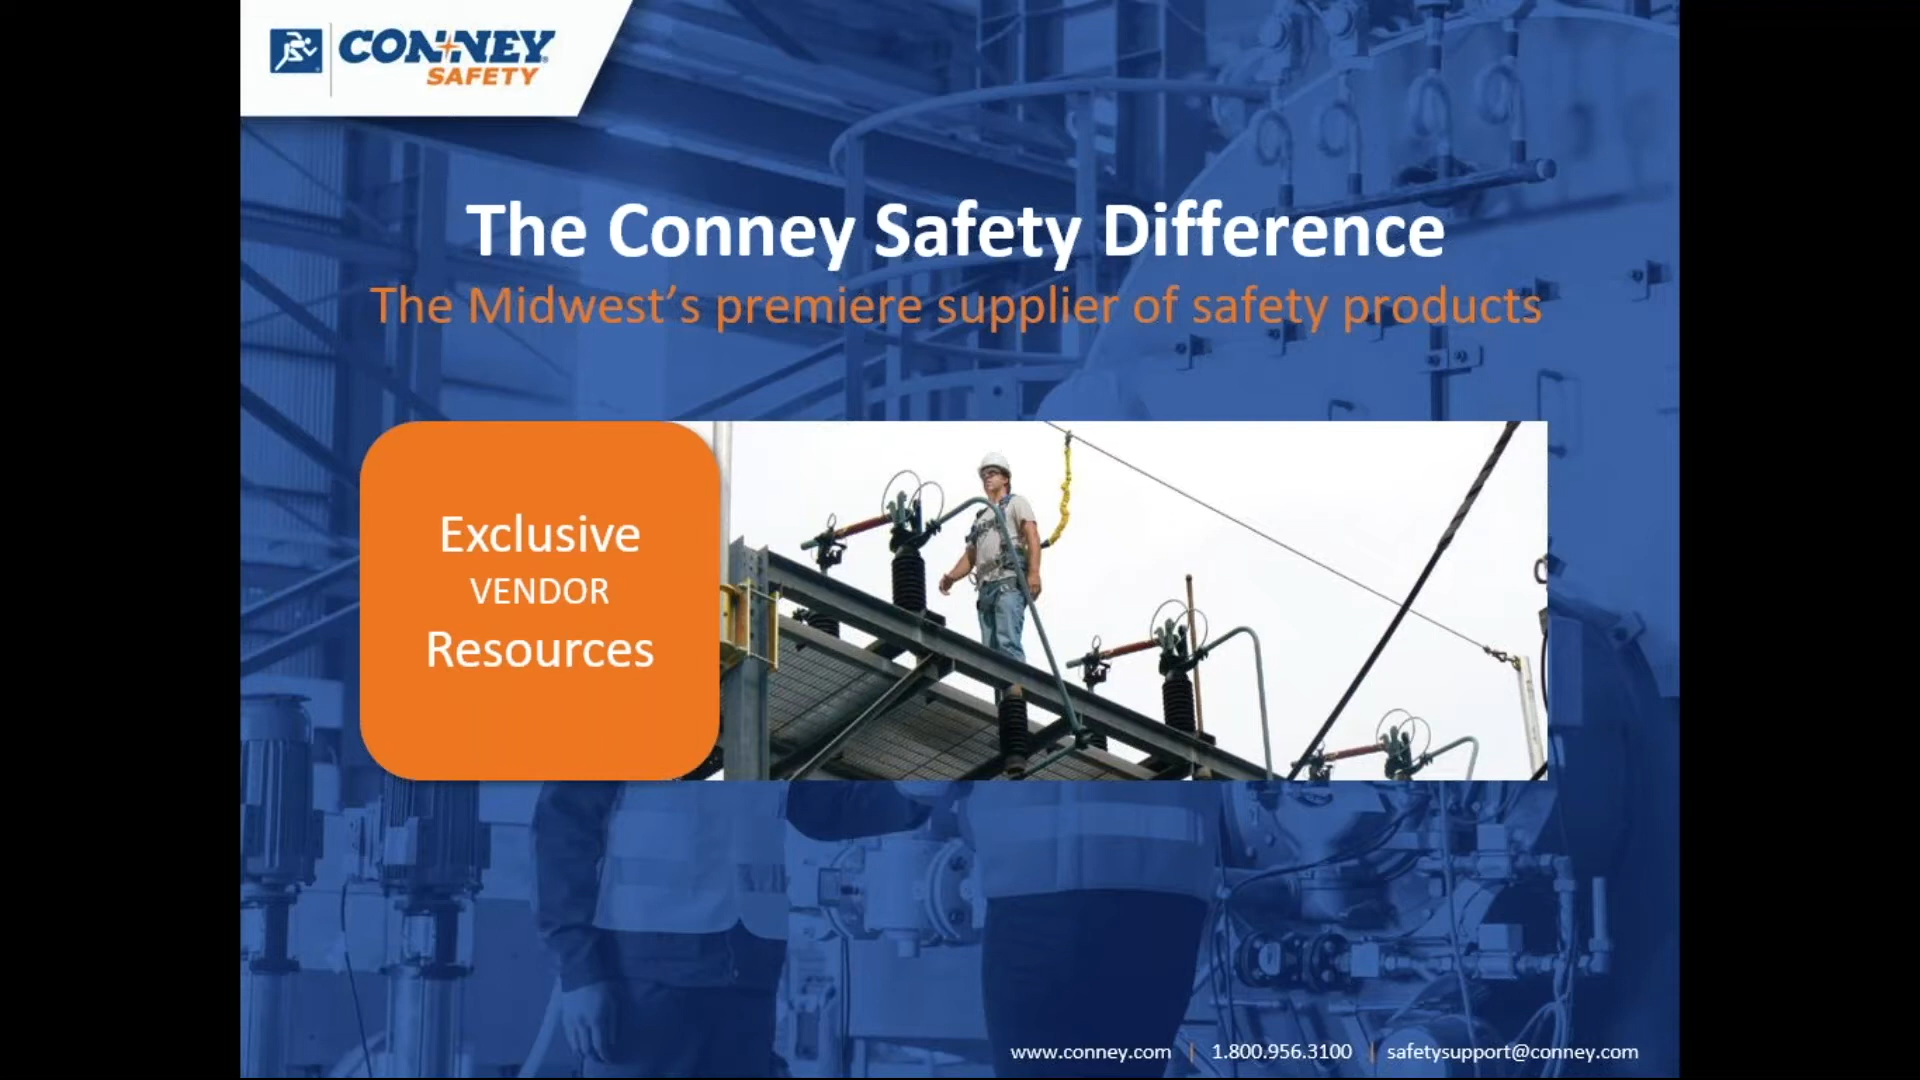 CONNEY
SAFETY
The Conney Safety Difference
The Midwest's premiere supplier of safety products
Exclusive
VENDOR
Resources
www.conney.com | 1.800.956.3100 | safetysupport@conney.com